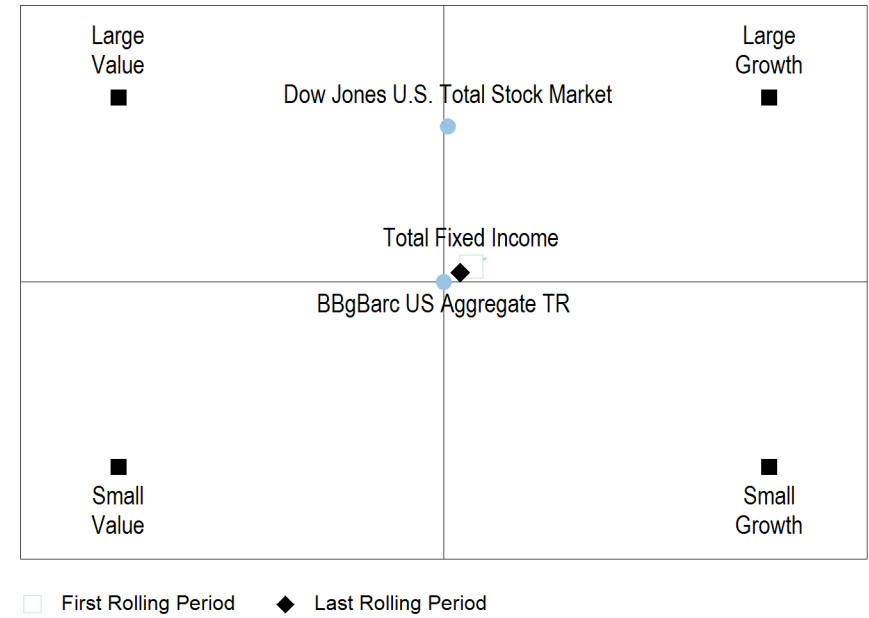 Large
Value
Large
Growth
Dow Jones U.S. Total Stock Market
Total Fixed Income
BBgBarc US Aggregate TR
Small
Value
Small
Growth
First Rolling Period
Last Rolling Period